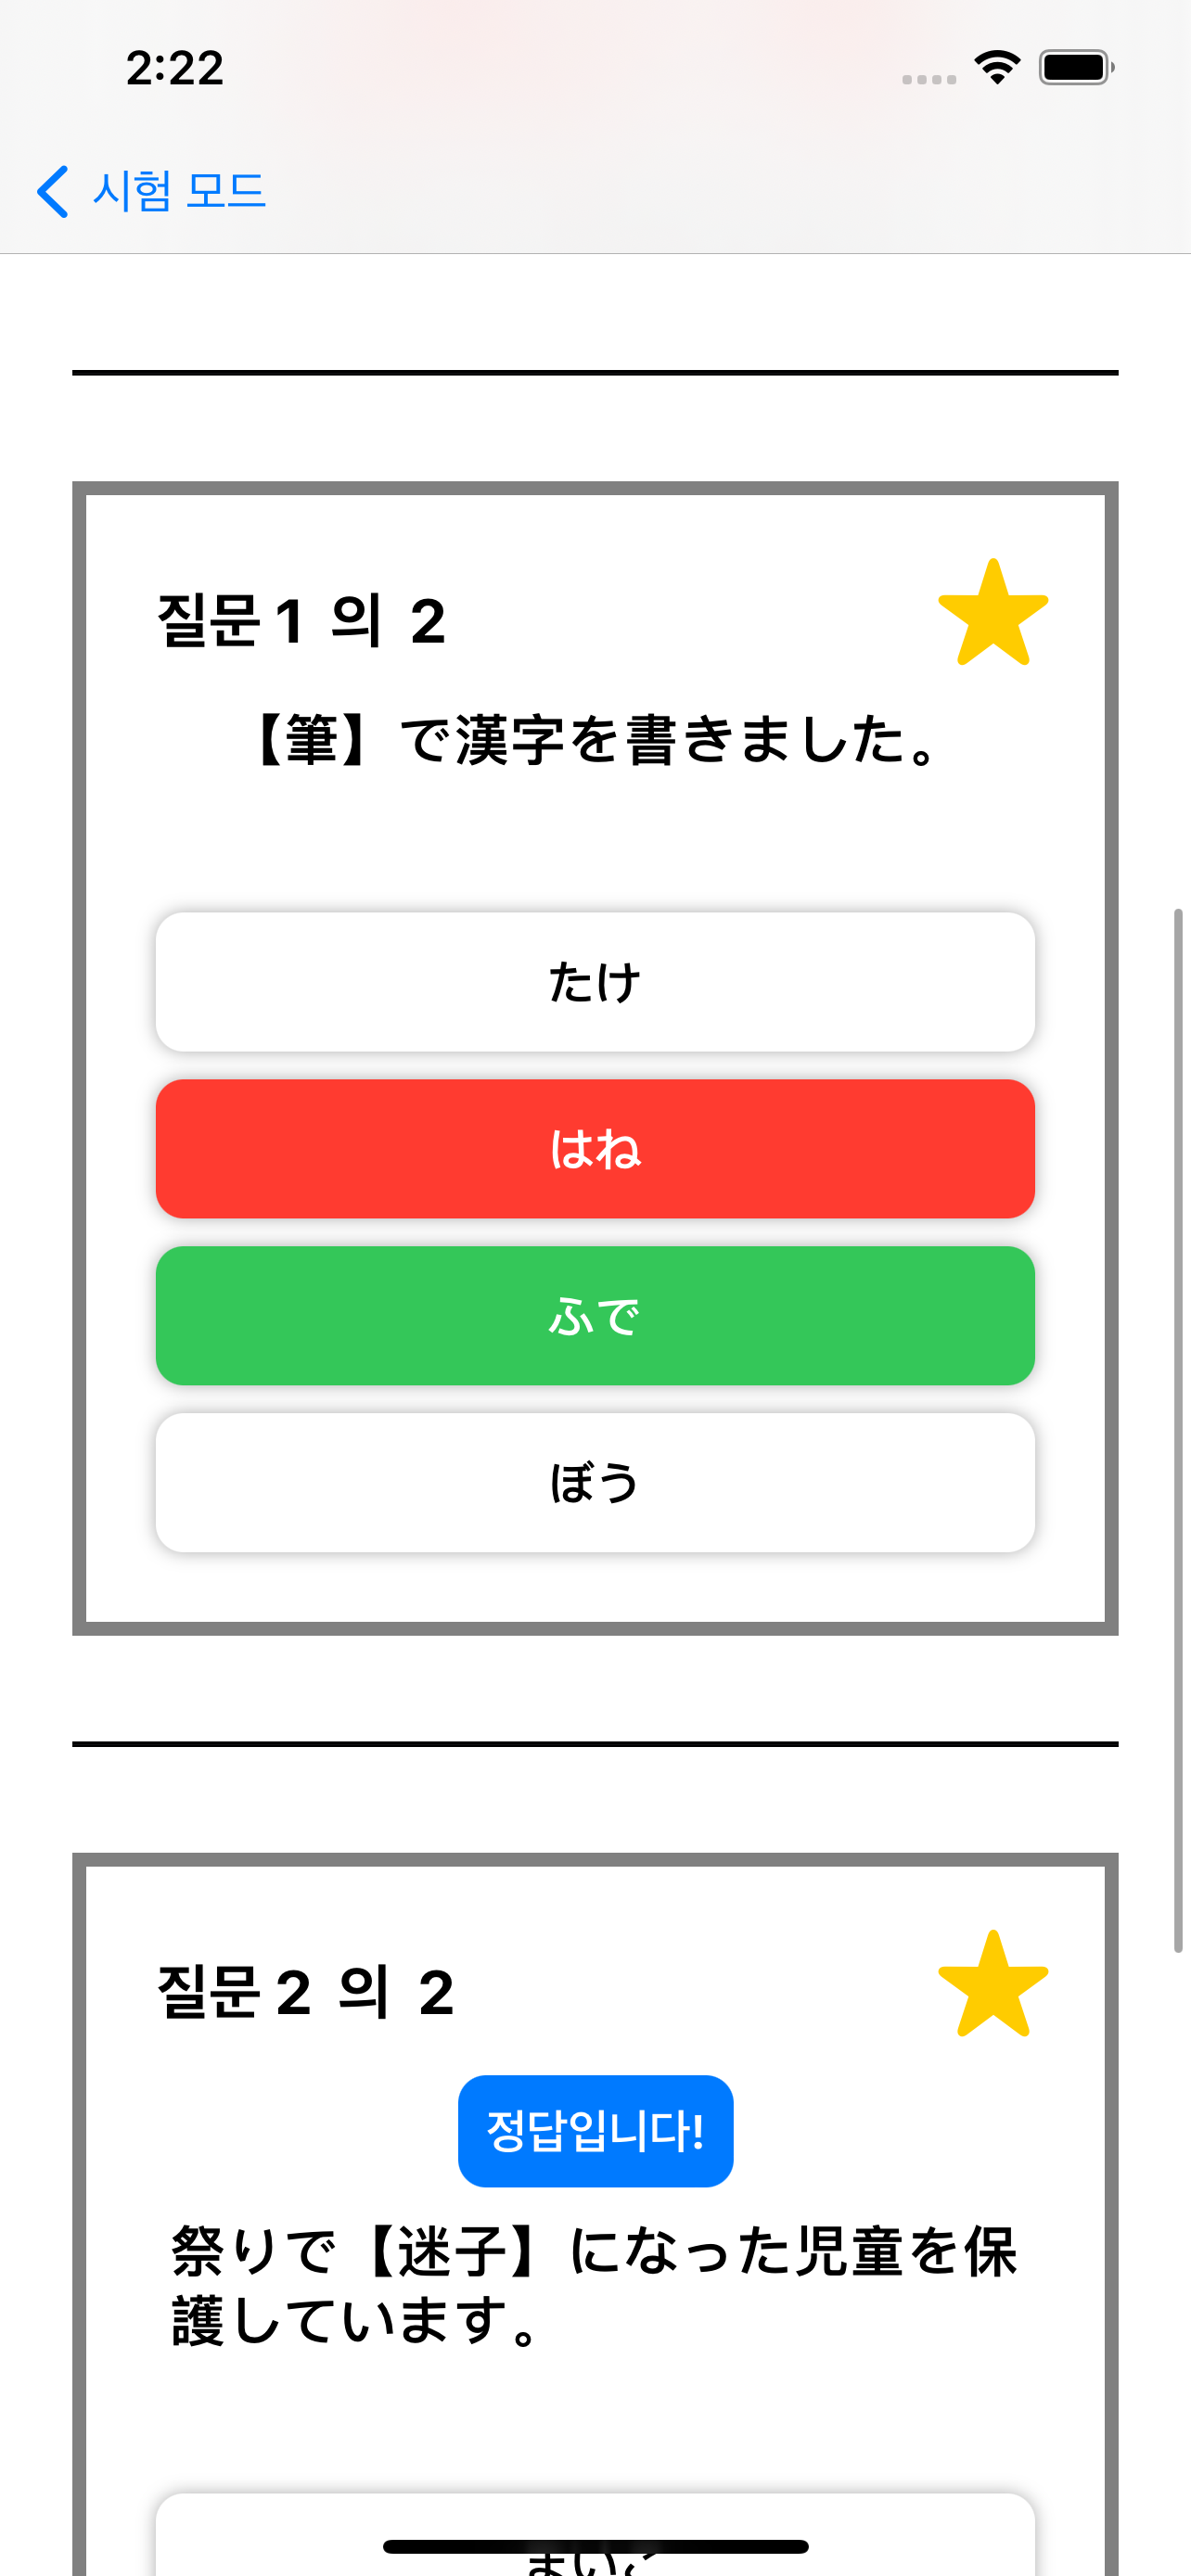 2:22
시험 모드
질문 1 의 2
【筆】で漢字を書きました。
たけ
はね
ふで
ぼう
질문 2 의 2
정답입니다!
祭りで【迷子】になった児童を保
護しています。